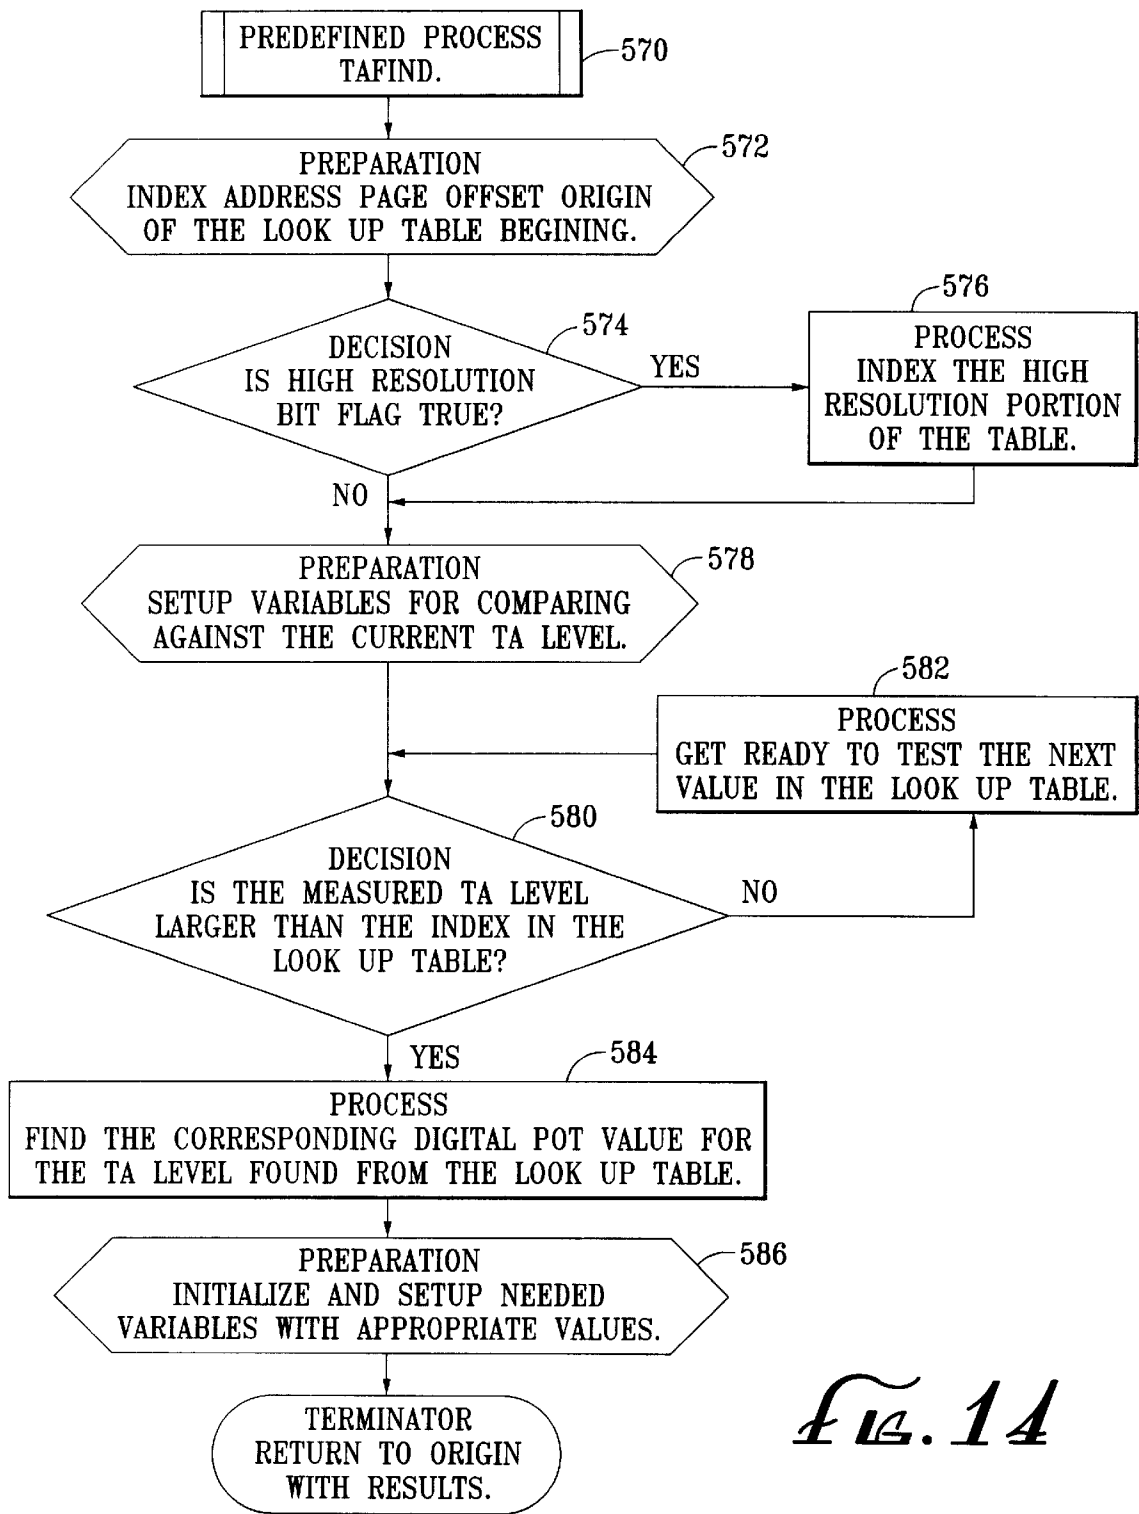 PREDEFINED PROCESS
TAFIND.
570
572
PREPARATION
INDEX ADDRESS PAGE OFFSET ORIGIN
OF THE LOOK UP TABLE BEGINING.
574
DECISION
IS HIGH RESOLUTION
BIT FLAG TRUE?
YES
576
PROCESS
INDEX THE HIGH
RESOLUTION PORTION
OF THE TABLE.
NO
578
PREPARATION
SETUP VARIABLES FOR COMPARING
AGAINST THE CURRENT TA LEVEL.
582
PROCESS
GET READY TO TEST THE NEXT
VALUE IN THE LOOK UP TABLE.
580
DECISION
IS THE MEASURED TA LEVEL
LARGER THAN THE INDEX IN THE
LOOK UP TABLE?
NO
YES
584
PROCESS
FIND THE CORRESPONDING DIGITAL POT VALUE FOR
THE TA LEVEL FOUND FROM THE LOOK UP TABLE.
586
PREPARATION
INITIALIZE AND SETUP NEEDED
VARIABLES WITH APPROPRIATE VALUES.
TERMINATOR
RETURN TO ORIGIN
WITH RESULTS.
FIG. 14